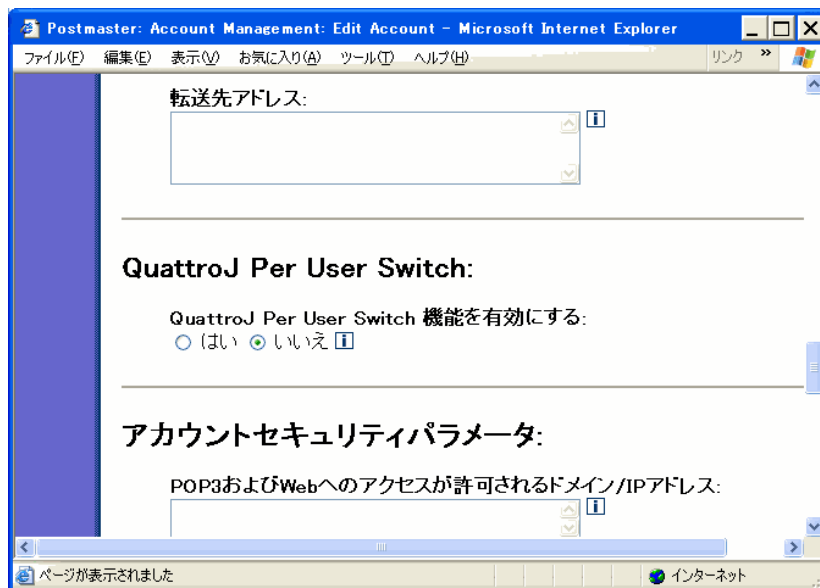 Postmaster: Account Management: Edit Account - Microsoft Internet Explorer
ファイル(F) 編集(E) 表示(V) お気に入り(A) ツール(T) ヘルプ(H) リンク »
転送先アドレス:
QuattroJ Per User Switch:
QuattroJ Per User Switch 機能を有効にする:
はい いいえ i
アカウントセキュリティパラメータ:
POP3およびWebへのアクセスが許可されるドメイン/IPアドレス:
ページが表示されました インターネット